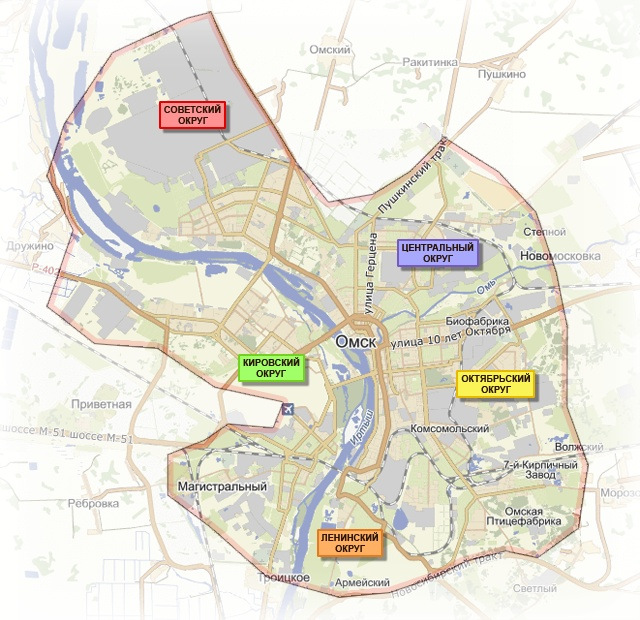 Омский
Ракитинка
Пушкино
СОВЕТСКИЙ
ОКРУГ
Пушкинский тракт
Степной
Дружино
ЦЕНТРАЛЬНЫЙ
ОКРУГ
Новомосковка
Р-402
улица Герцена
Омь
Биофабрика
Омск
улица 10 лет Октября
КИРОВСКИЙ
ОКРУГ
ОКТЯБРЬСКИЙ
ОКРУГ
Приветная
Иртыш
Комсомольский
шоссе М-51 шоссе М-51
Волжский
7-й Кирпичный
Завод
Магистральный
Морозо
Ребровка
Омская
Птицефабрика
ЛЕНИНСКИЙ
ОКРУГ
Троицкое
Армейский
Новосибирский тракт
Светлый